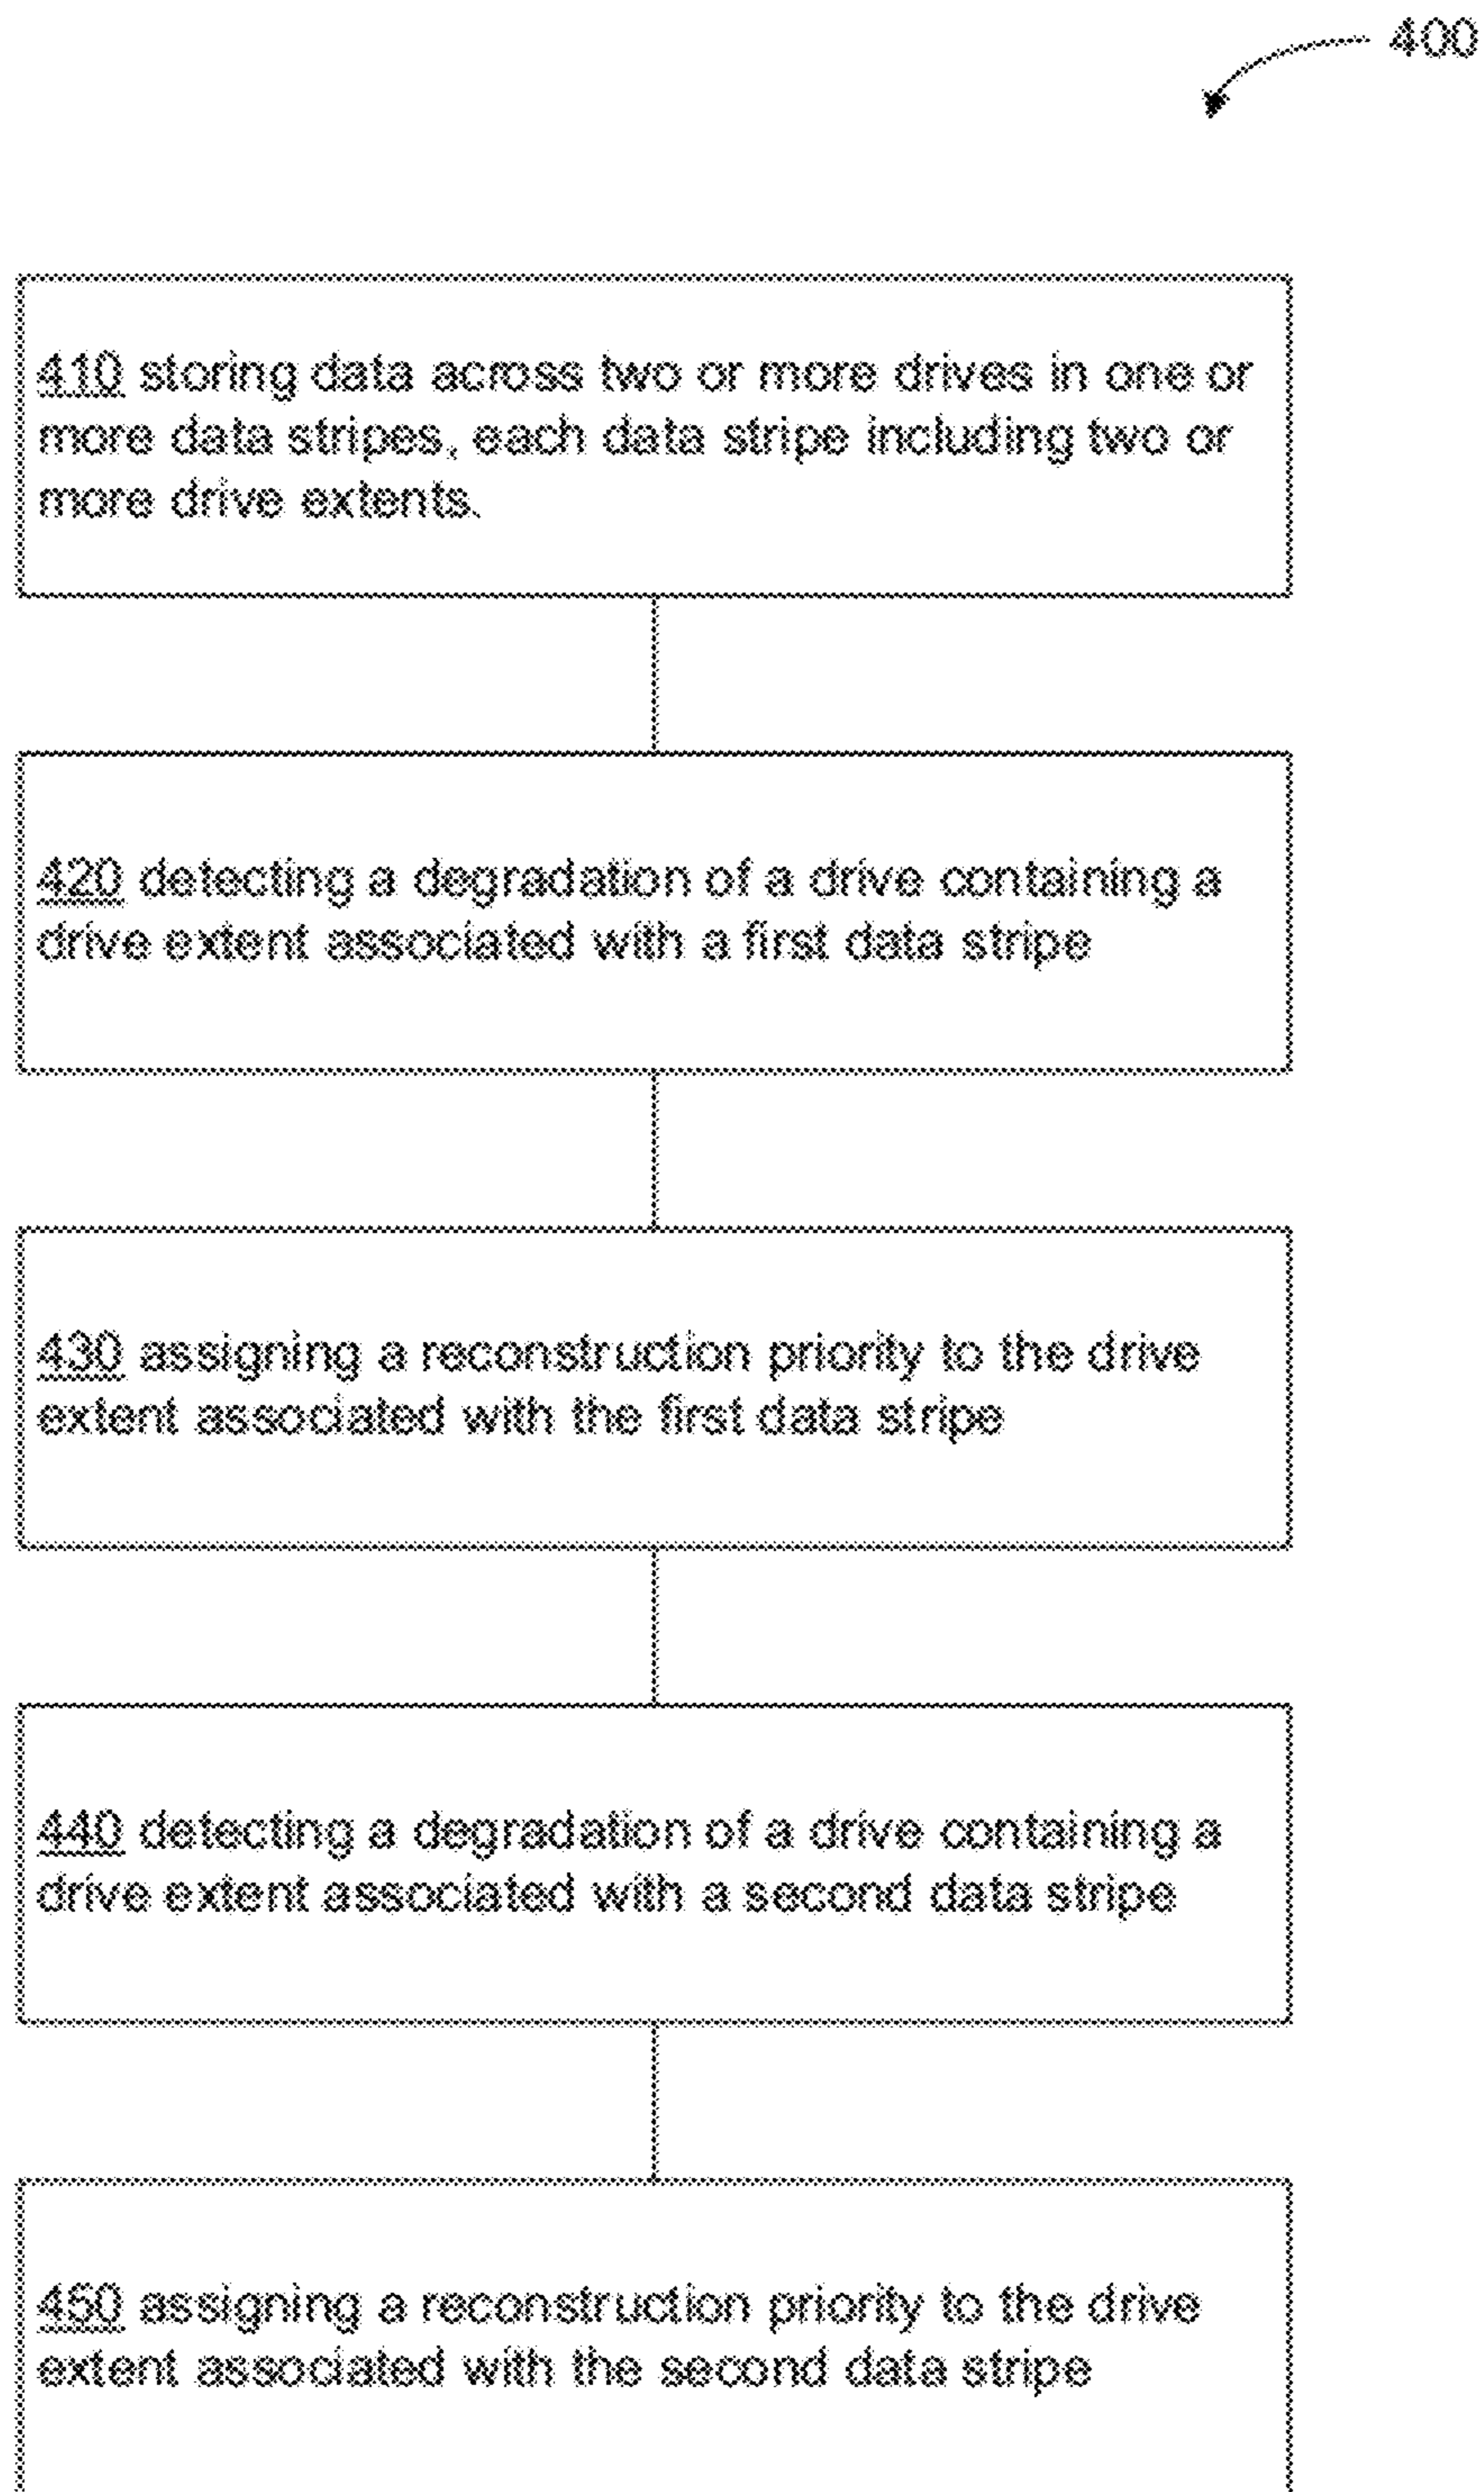 400
410 storing data across two or more drives in one or
more data stripes, each data stripe including two or
more drive extents.
420 detecting a degradation of a drive containing a
drive extent associated with a first data stripe
430 assigning a reconstruction priority to the drive
extent associated with the first data stripe
440 detecting a degradation of a drive containing a
drive extent associated with a second data stripe
450 assigning a reconstruction priority to the drive
extent associated with the second data stripe